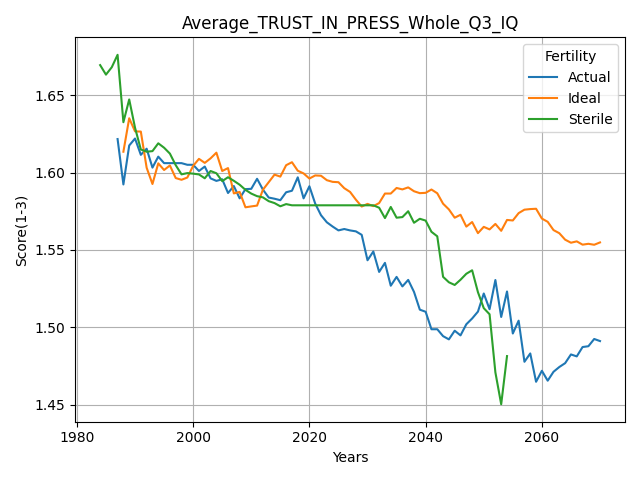 Average_TRUST_IN_PRESS_Whole_Q3_IQ
Fertility
Actual
Ideal
Sterile
Score(1-3)
1.65
1.60
1.55
1.50
1.45
1980
2000
2020
2040
2060
Years